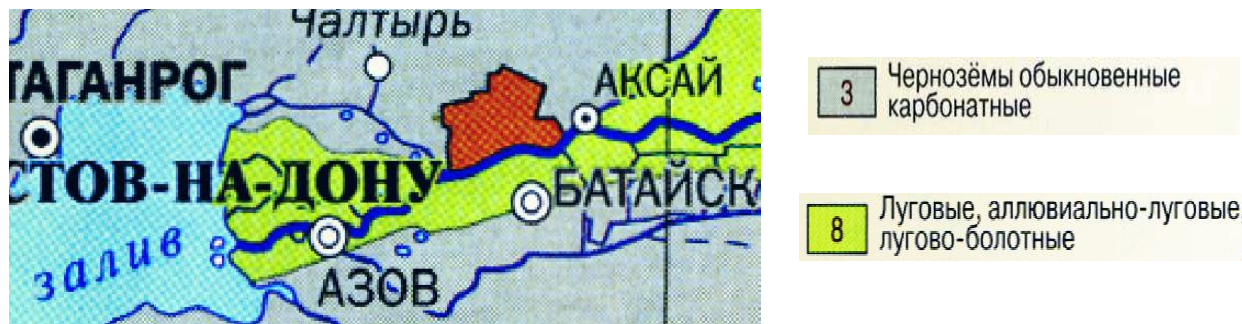 Чалтырь
ТАГАНРОГ
АКСАЙ
СТОВ-НА-ДОНУ
БАТАЙСК
залив
АЗОВ
3 Чернозёмы обыкновенные
карбонатные
8 Луговые, аллювиально-луговые
лугово-болотные